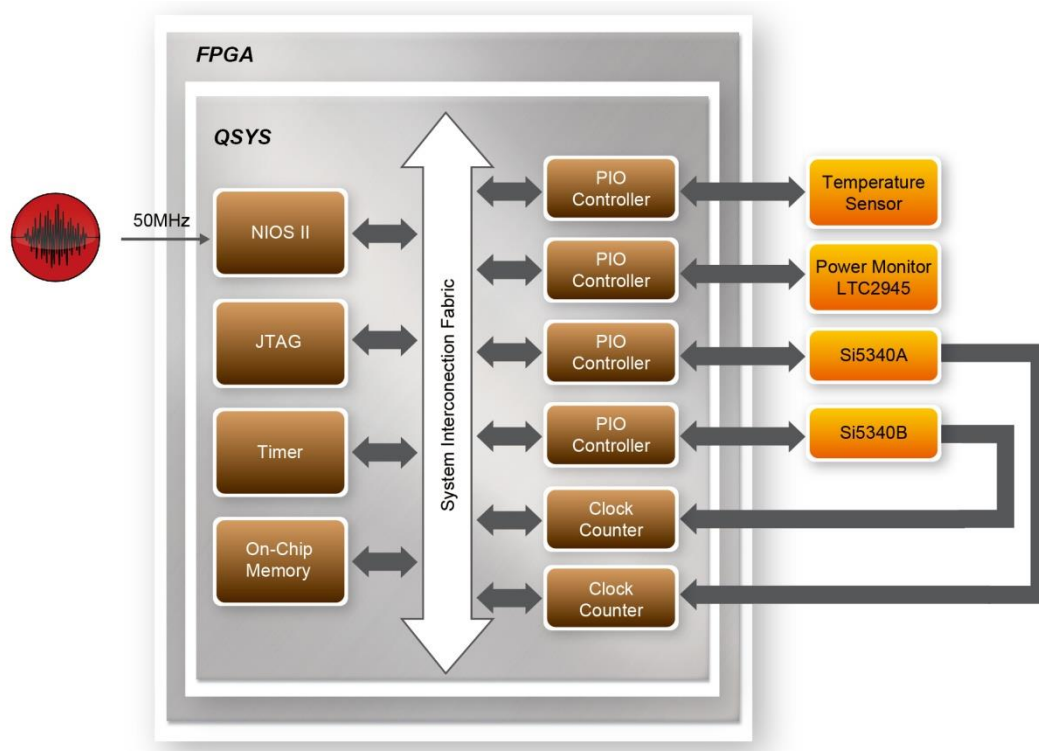 FPGA
QSYS
50MHz
NIOS II
JTAG
Timer
On-Chip
Memory
System Interconection Fabric
PIO
Controller
PIO
Controller
PIO
Controller
PIO
Controller
Clock
Counter
Clock
Counter
Temperature
Sensor
Power Monitor
LTC2945
Si5340A
Si5340B